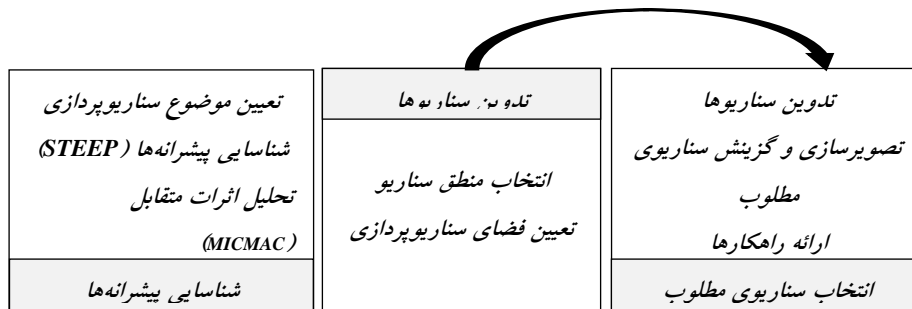 تعیین موضوع سناریوپردازی
شناسایی پیشرانه‌ها (STEEP)
تحلیل اثرات متقابل
(MICMAC)
شناسایی پیشرانه‌ها
تدوین سناریوها
انتخاب منطق سناریو
تعیین فضای سناریوپردازی
تدوین سناریوها
تصویرسازی و گزینش سناریوی
مطلوب
ارائه راهکارها
انتخاب سناریوی مطلوب